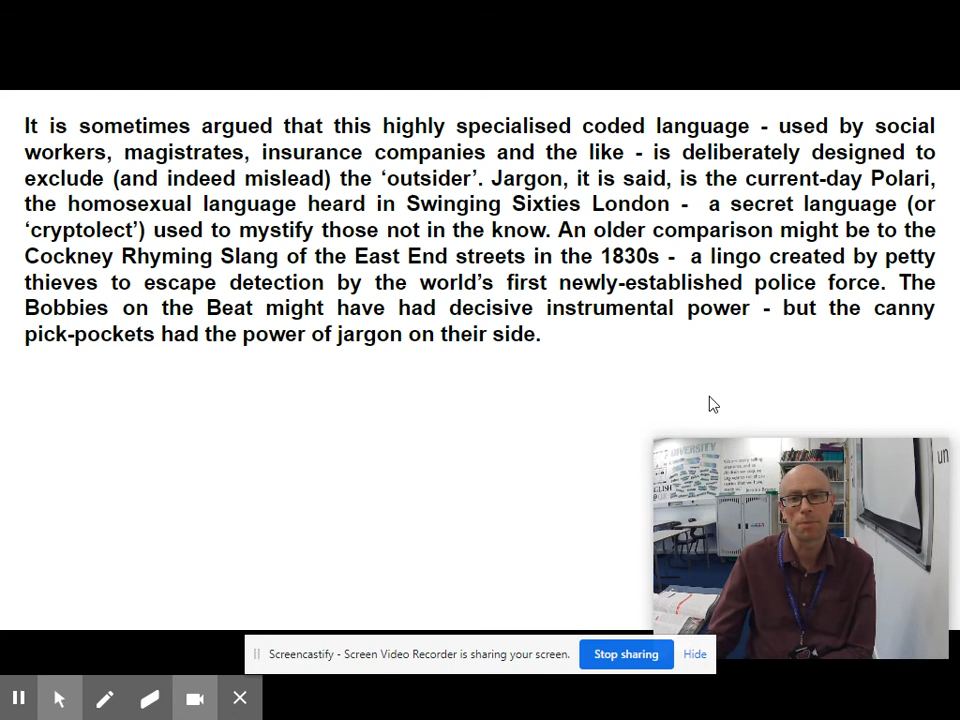 It is sometimes argued that this highly specialised coded language - used by social
workers, magistrates, insurance companies and the like - is deliberately designed to
exclude (and indeed mislead) the ‘outsider’. Jargon, it is said, is the current-day Polari,
the homosexual language heard in Swinging Sixties London - a secret language (or
‘cryptolect’) used to mystify those not in the know. An older comparison might be to the
Cockney Rhyming Slang of the East End streets in the 1830s - a lingo created by petty
thieves to escape detection by the world’s first newly-established police force. The
Bobbies on the Beat might have had decisive instrumental power - but the canny
pick-pockets had the power of jargon on their side.
DIVERSITY
un
Screencastify - Screen Video Recorder is sharing your screen.
Stop sharing
Hide